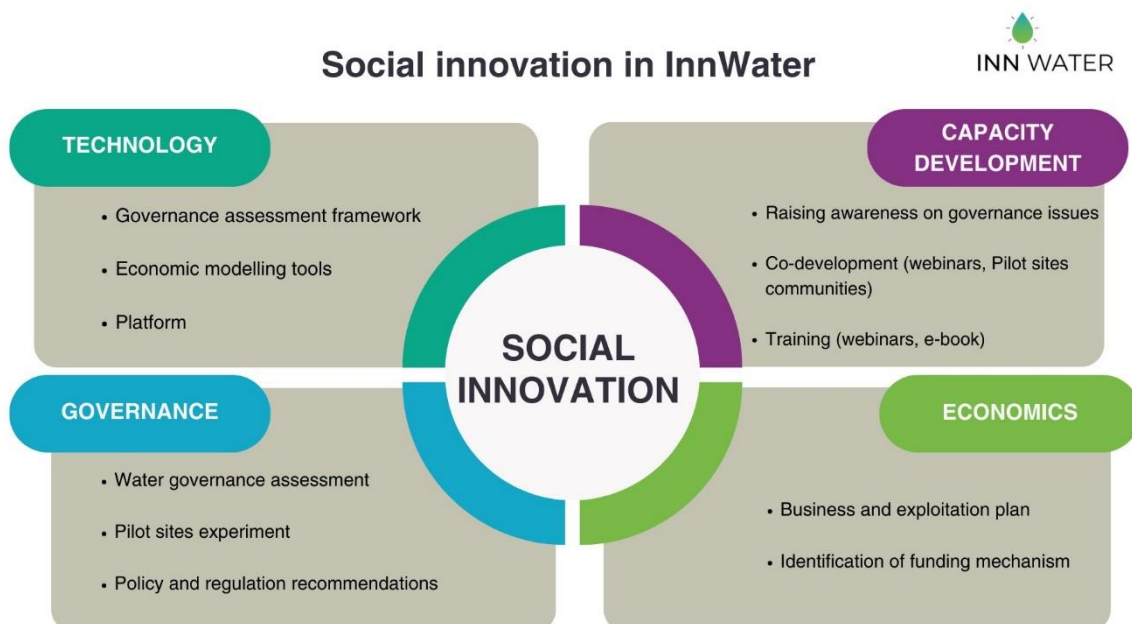 Social innovation in InnWater
INN WATER
TECHNOLOGY
• Governance assessment framework
• Economic modelling tools
• Platform
CAPACITY
DEVELOPMENT
• Raising awareness on governance issues
• Co-development (webinars, Pilot sites
communities)
• Training (webinars, e-book)
SOCIAL
INNOVATION
GOVERNANCE
• Water governance assessment
• Pilot sites experiment
• Policy and regulation recommendations
ECONOMICS
• Business and exploitation plan
• Identification of funding mechanism